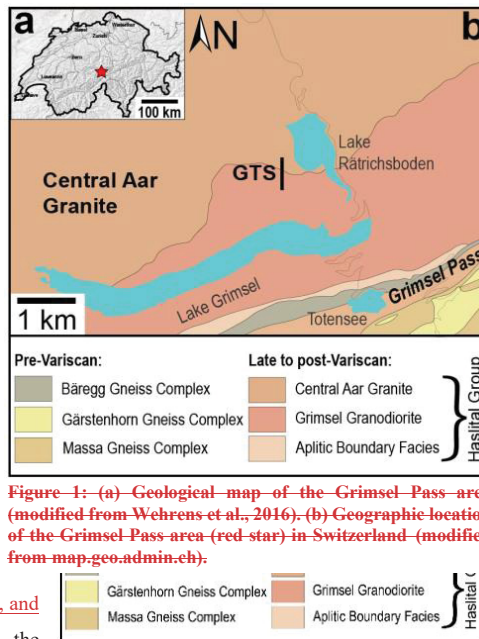 a
N
b
100 km
Lake
Rätrichsboden
GTS
Central Aar
Granite
Grimsel Pass
Lake Grimsel
1 km
Totensee
Pre-Variscan:
Late to post-Variscan:
Bäregg Gneiss Complex
Central Aar Granite
Gärstenhorn Gneiss Complex
Grimsel Granodiorite
Massa Gneiss Complex
Aplitic Boundary Facies
Haslital Group
Figure 1: (a) Geological map of the Grimsel Pass are
(modified from Wehrens et al., 2016). (b) Geographic locatio
of the Grimsel Pass area (red star) in Switzerland (modifie
from map.geo.admin.ch).
, and
Gärstenhorn Gneiss Complex
Grimsel Granodiorite
Massa Gneiss Complex
Aplitic Boundary Facies
Haslital G
the